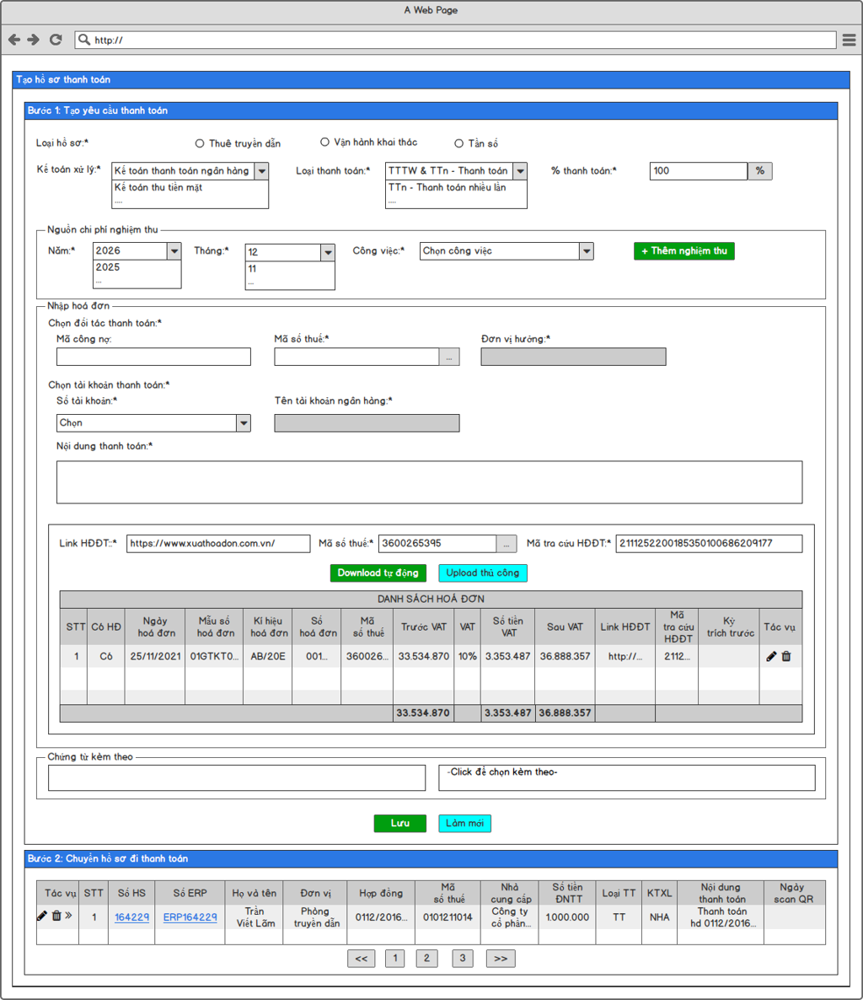 A Web Page
http://
Tạo hồ sơ thanh toán
Bước 1: Tạo yêu cầu thanh toán
Loại hồ sơ:* Thuê truyền dẫn Vận hành khai thác Tần số
Kế toán xử lý:* Kế toán thanh toán ngân hàng Loại thanh toán:* TTTW & TTn - Thanh toán % thanh toán:* 100 %
Kế toán thu tiền mặt TTn - Thanh toán nhiều lần
.... ....
Nguồn chi phí nghiệm thu
Năm:* 2026 Tháng:* 12 Công việc:* Chọn công việc + Thêm nghiệm thu
2025 11
... ...
Nhập hoá đơn
Chọn đối tác thanh toán:*
Mã công nợ: Mã số thuế:* Đơn vị hưởng:*
...
Chọn tài khoản thanh toán:*
Số tài khoản:* Tên tài khoản ngân hàng:*
Chọn
Nội dung thanh toán:*
Link HĐĐT::* https://www.xuathoadon.com.vn/ Mã số thuế:* 3600265395 ... Mã tra cứu HĐĐT:* 21112522001853501006862​09177
Download tự động Upload thủ công
DANH SÁCH HOÁ ĐƠN
STT Có HĐ Ngày hoá đơn Mẫu số hoá đơn Kí hiệu hoá đơn Số hoá đơn Mã số thuế Trước VAT VAT Số tiền VAT Sau VAT Link HĐĐT Mã tra cứu HĐĐT Kỳ trích trước Tác vụ
1 Có 25/11/2021 01GTKT0... AB/20E 001... 360026... 33.534.870 10% 3.353.487 36.888.357 http://... 2112...
33.534.870 3.353.487 36.888.357
Chứng từ kèm theo
-Click để chọn kèm theo-
Lưu Làm mới
Bước 2: Chuyển hồ sơ đi thanh toán
Tác vụ STT Số HS Số ERP Họ và tên Đơn vị Hợp đồng Mã số thuế Nhà cung cấp Số tiền ĐNTT Loại TT KTXL Nội dung thanh toán Ngày scan QR
1 164229 ERP164229 Trần Viết Lãm Phòng truyền dẫn 0112/2016... 0101211014 Công ty cổ phần... 1.000.000 TT NHA Thanh toán hd 0112/2016...
<< 1 2 3 >>